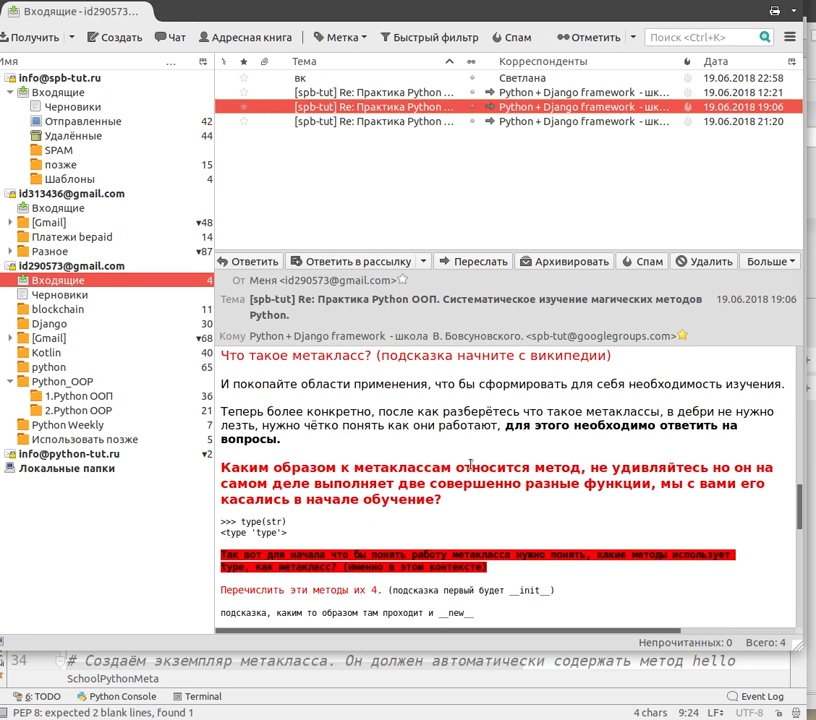 Входящие - id290573...
Получить
Создать
Чат
Адресная книга
Метка
Быстрый фильтр
Спам
Отметить
Поиск <Ctrl+K>
Имя
...
Тема
Корреспонденты
Дата
info@spb-tut.ru
Входящие
Черновики
Отправленные 42
Удалённые 44
SPAM
позже 15
Шаблоны 4
id313436@gmail.com
Входящие
[Gmail] ▾48
Платежи bepaid 14
Разное ▾87
id290573@gmail.com
Входящие 4
Черновики
blockchain 11
Django 30
[Gmail] ▾68
Kotlin 40
python 65
Python_OOP
1.Python ООП 36
2.Python OOP 21
Python Weekly 7
Использовать позже 5
info@python-tut.ru ▾2
Локальные папки
вк Светлана 19.06.2018 22:58
[spb-tut] Re: Практика Python ... Python + Django framework - шк... 19.06.2018 12:21
[spb-tut] Re: Практика Python ... Python + Django framework - шк... 19.06.2018 19:06
[spb-tut] Re: Практика Python ... Python + Django framework - шк... 19.06.2018 21:20
Ответить
Ответить в рассылку
Переслать
Архивировать
Спам
Удалить
Больше
От Меня <id290573@gmail.com>
Тема [spb-tut] Re: Практика Python ООП. Систематическое изучение магических методов 19.06.2018 19:06
Python.
Кому Python + Django framework - школа В. Бовсуновского. <spb-tut@googlegroups.com>
Что такое метакласс? (подсказка начните с википедии)
И покопайте области применения, что бы сформировать для себя необходимость изучения.
Теперь более конкретно, после как разберётесь что такое метаклассы, в дебри не нужно
лезть, нужно чётко понять как они работают, для этого необходимо ответить на
вопросы.
Каким образом к метаклассам относится метод, не удивляйтесь но он на
самом деле выполняет две совершенно разные функции, мы с вами его
касались в начале обучение?
>>> type(str)
<type 'type'>
Так вот для начала что бы понять работу метакласса нужно понять, какие методы использует
type, как метакласс? (именно в этом контексте)
Перечислить эти методы их 4. (подсказка первый будет __init__)
подсказка, каким то образом там проходит и __new__
Непрочитанных: 0 Всего: 4
34 # Создаём экземпляр метакласса. Он должен автоматически содержать метод hello
SchoolPythonMeta
6: TODO
Python Console
Terminal
Event Log
PEP 8: expected 2 blank lines, found 1
4 chars 9:24 LF÷ UTF-8